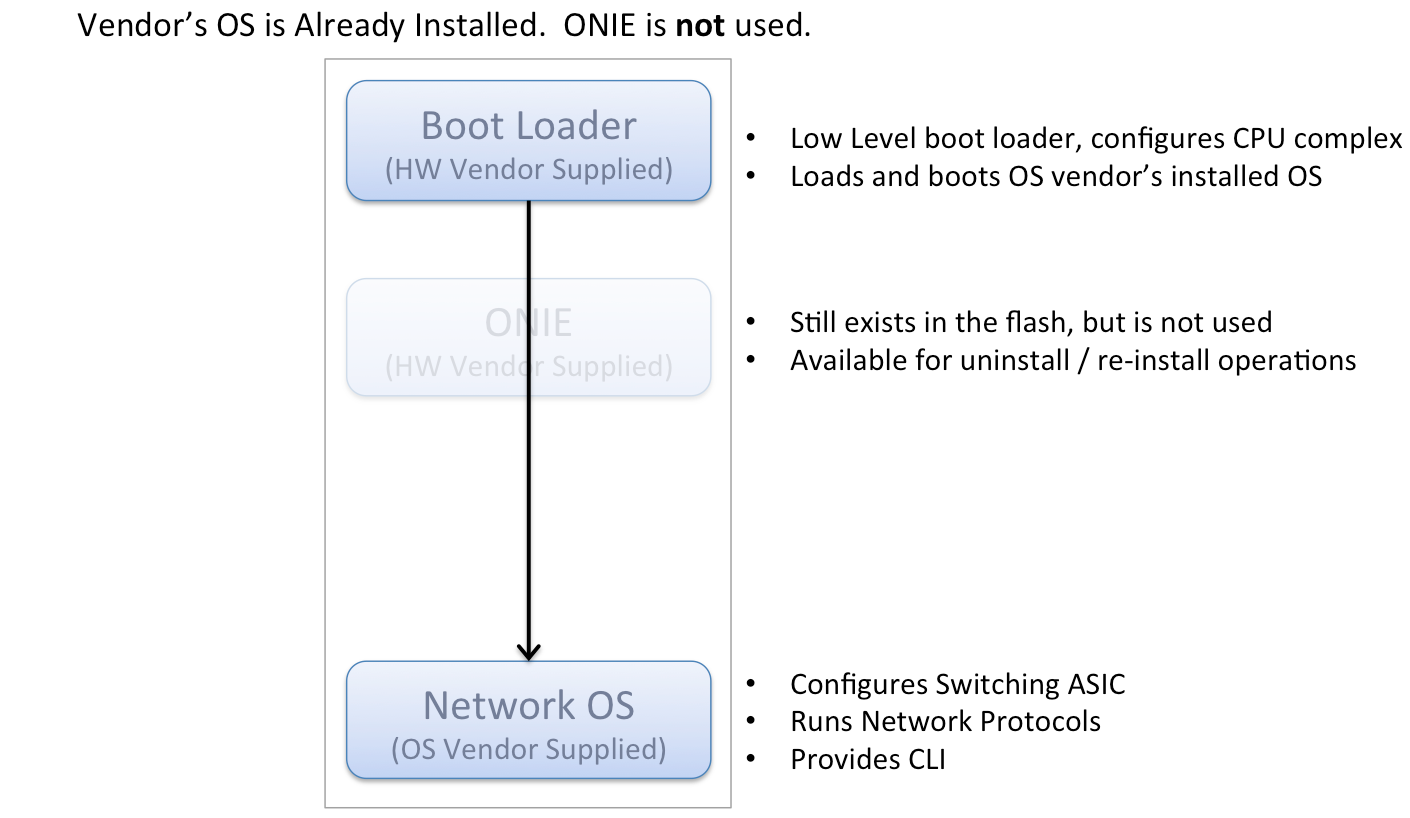 Vendor’s OS is Already Installed.  ONIE is not used.
Boot Loader
(HW Vendor Supplied)
• Low Level boot loader, configures CPU complex
• Loads and boots OS vendor’s installed OS
ONIE
(HW Vendor Supplied)
• Still exists in the flash, but is not used
• Available for uninstall / re-install operations
Network OS
(OS Vendor Supplied)
• Configures Switching ASIC
• Runs Network Protocols
• Provides CLI